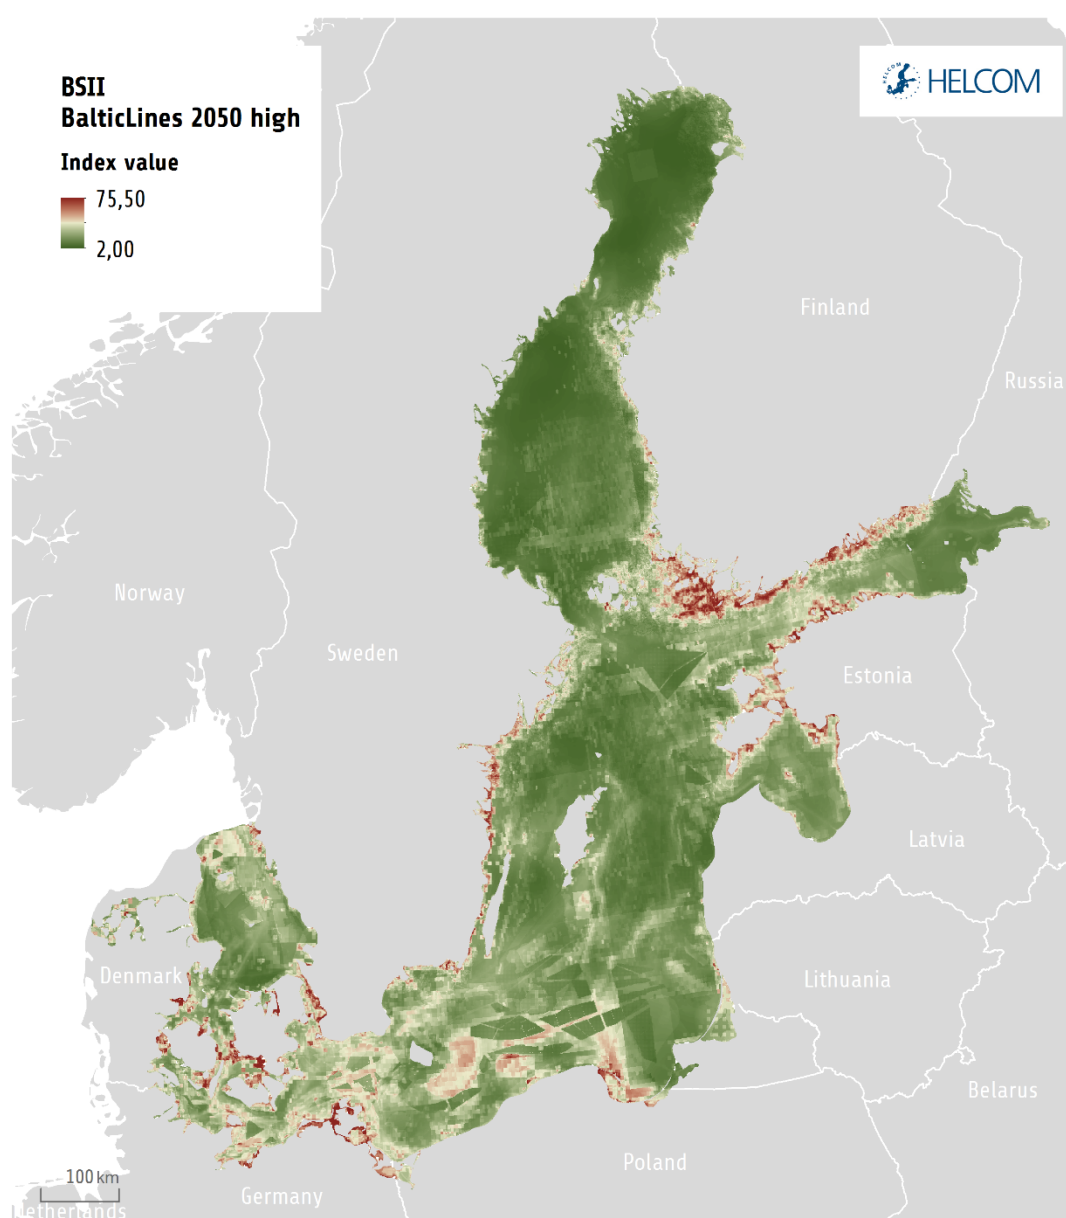 BSII
BalticLines 2050 high
Index value
75,50
2,00
HELCOM
HELCOM
Finland
Russia
Norway
Sweden
Estonia
Latvia
Denmark
Lithuania
Belarus
Poland
100 km
Germany
Netherlands